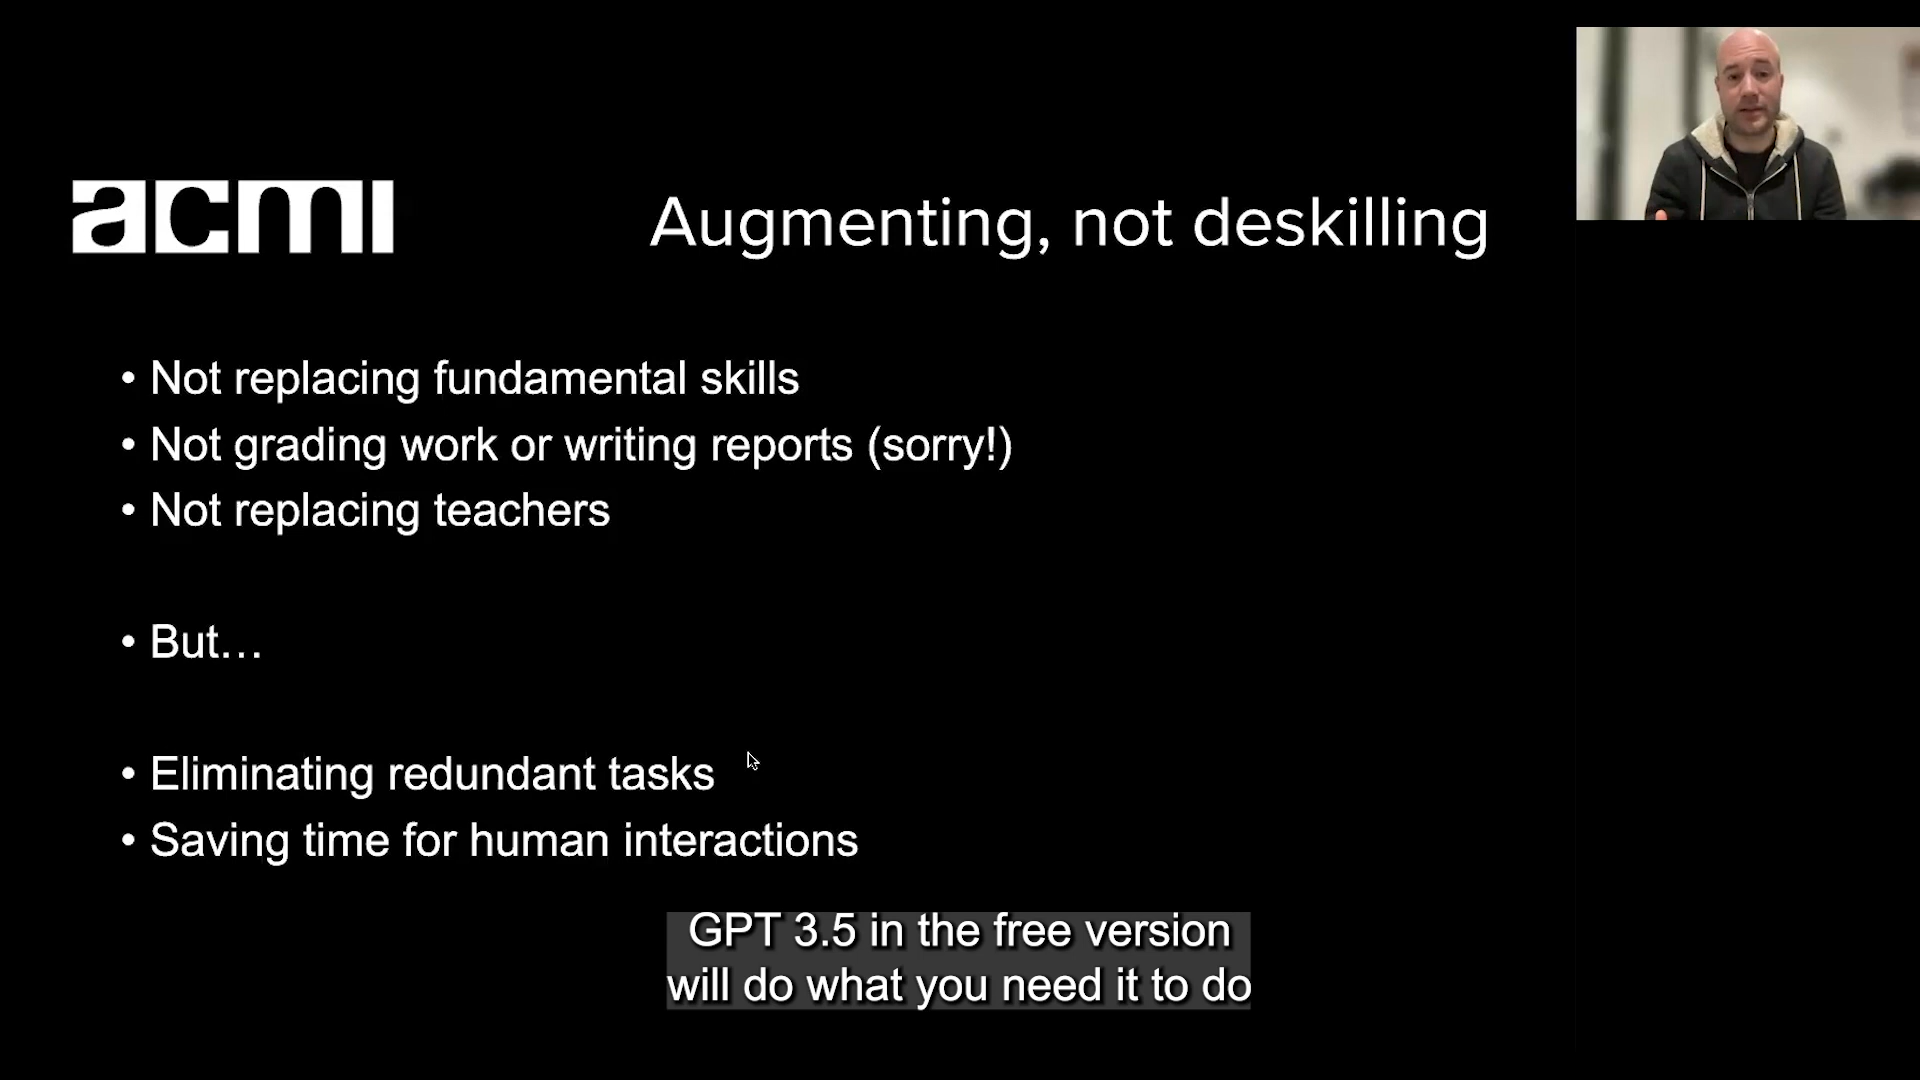 acmi
Augmenting, not deskilling
• Not replacing fundamental skills
• Not grading work or writing reports (sorry!)
• Not replacing teachers
• But…
• Eliminating redundant tasks
• Saving time for human interactions
GPT 3.5 in the free version
will do what you need it to do